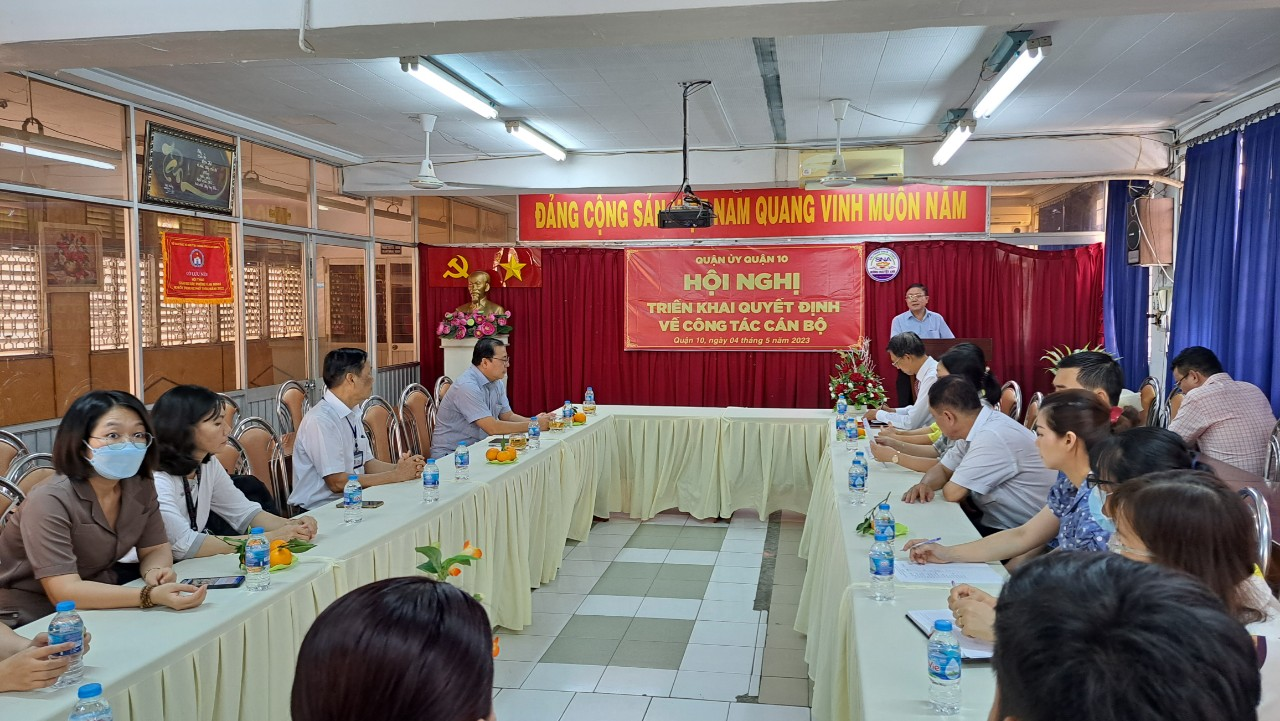 ĐẢNG CỘNG SẢN NAM QUANG VINH MUÔN NĂM
QUẬN ỦY QUẬN 10
HỘI NGHỊ
TRIỂN KHAI QUYẾT ĐỊNH
VỀ CÔNG TÁC CÁN BỘ
Quận 10, ngày 04 tháng 5 năm 2023
SNA